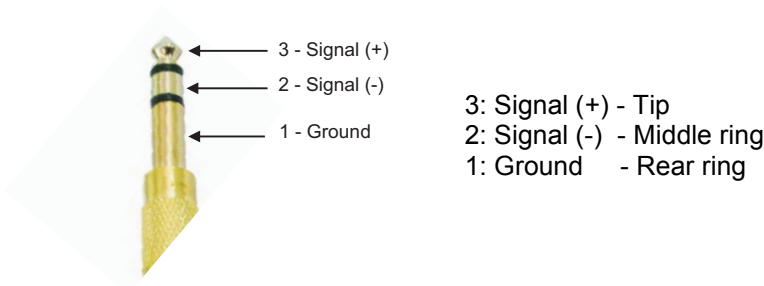 3 - Signal (+)
2 - Signal (-)
1 - Ground
3: Signal (+) - Tip
2: Signal (-) - Middle ring
1: Ground - Rear ring